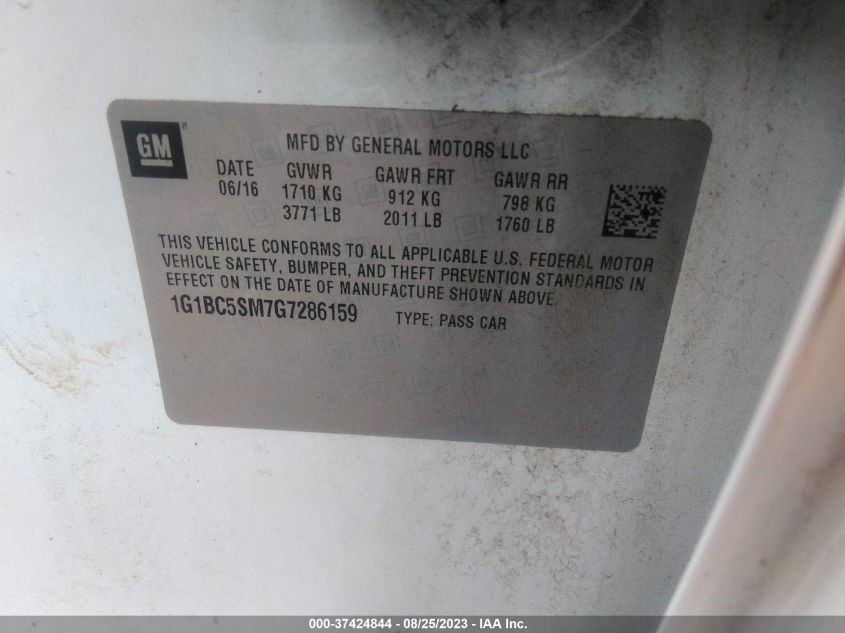 GM
MFD BY GENERAL MOTORS LLC
DATE GVWR GAWR FRT GAWR RR
06/16 1710 KG 912 KG 798 KG
3771 LB 2011 LB 1760 LB
THIS VEHICLE CONFORMS TO ALL APPLICABLE U.S. FEDERAL MOTOR
VEHICLE SAFETY, BUMPER, AND THEFT PREVENTION STANDARDS IN
EFFECT ON THE DATE OF MANUFACTURE SHOWN ABOVE.
1G1BC5SM7G7286159 TYPE: PASS CAR
000-37424844 - 08/25/2023 - IAA Inc.